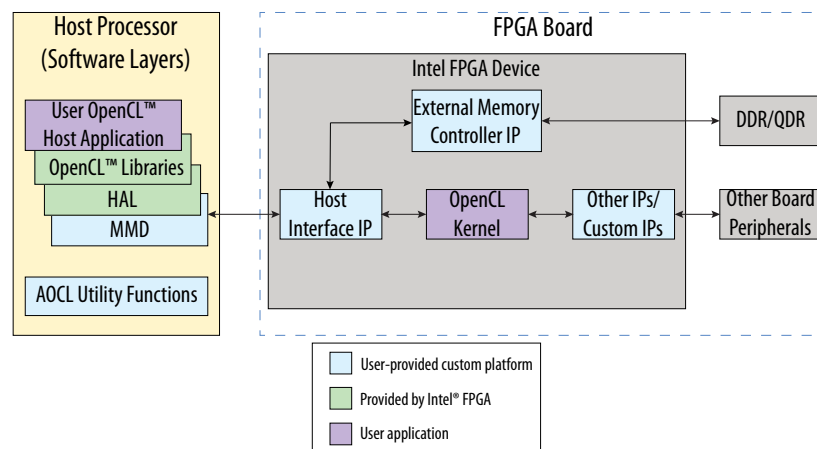 Host Processor
(Software Layers)
User OpenCL™
Host Application
OpenCL™ Libraries
HAL
MMD
AOCL Utility Functions
FPGA Board
Intel FPGA Device
External Memory
Controller IP
DDR/QDR
Host
Interface IP
OpenCL
Kernel
Other IPs/
Custom IPs
Other Board
Peripherals
User-provided custom platform
Provided by Intel® FPGA
User application